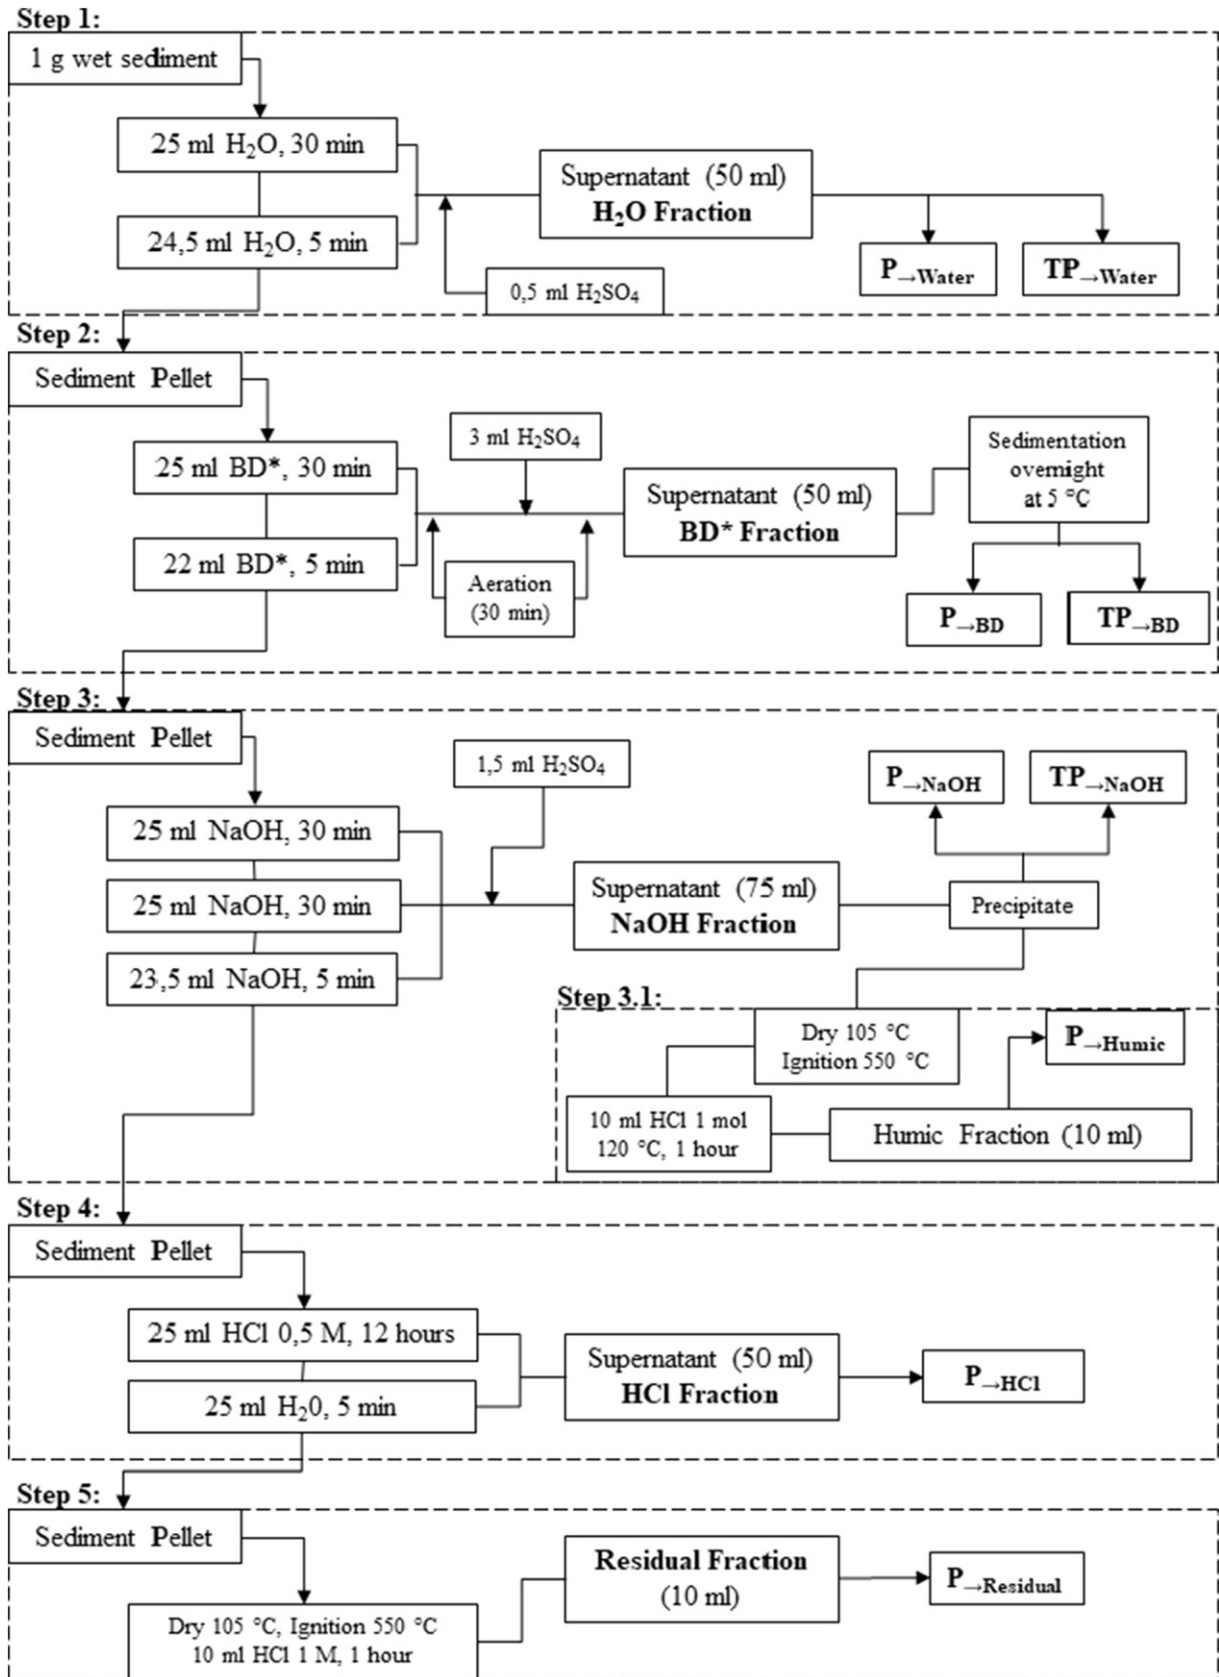 Step 1:
1 g wet sediment
25 ml H₂O, 30 min
24,5 ml H₂O, 5 min
Supernatant (50 ml)
H₂O Fraction
0,5 ml H₂SO₄
P→Water
TP→Water
Step 2:
Sediment Pellet
25 ml BD*, 30 min
22 ml BD*, 5 min
3 ml H₂SO₄
Aeration
(30 min)
Supernatant (50 ml)
BD* Fraction
Sedimentation
overnight
at 5 °C
P→BD
TP→BD
Step 3:
Sediment Pellet
25 ml NaOH, 30 min
25 ml NaOH, 30 min
23,5 ml NaOH, 5 min
1,5 ml H₂SO₄
Supernatant (75 ml)
NaOH Fraction
P→NaOH
TP→NaOH
Precipitate
Step 3.1:
Dry 105 °C
Ignition 550 °C
10 ml HCl 1 mol
120 °C, 1 hour
Humic Fraction (10 ml)
P→Humic
Step 4:
Sediment Pellet
25 ml HCl 0,5 M, 12 hours
25 ml H₂0, 5 min
Supernatant (50 ml)
HCl Fraction
P→HCl
Step 5:
Sediment Pellet
Dry 105 °C, Ignition 550 °C
10 ml HCl 1 M, 1 hour
Residual Fraction
(10 ml)
P→Residual